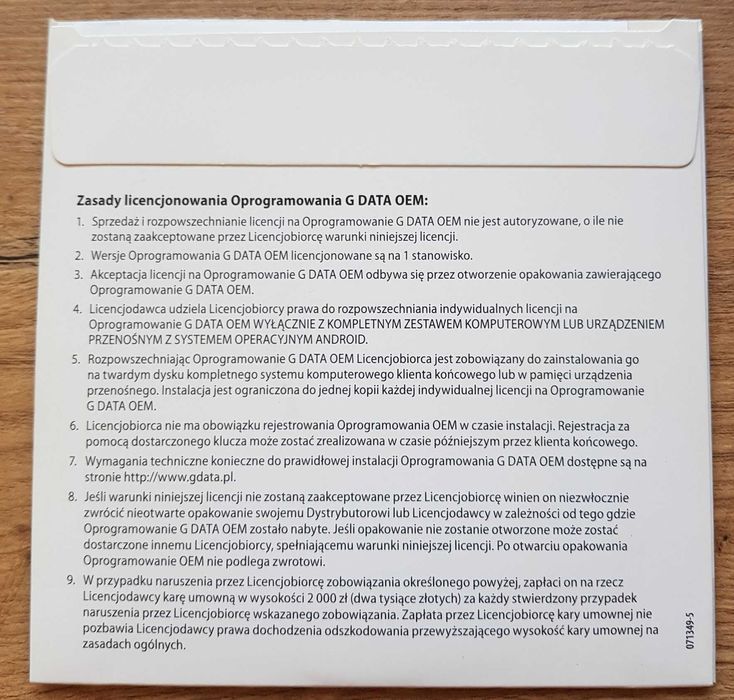 Zasady licencjonowania Oprogramowania G DATA OEM:
1. Sprzedaż i rozpowszechnianie licencji na Oprogramowanie G DATA OEM nie jest autoryzowane, o ile nie
zostaną zaakceptowane przez Licencjobiorcę warunki niniejszej licencji.
2. Wersje Oprogramowania G DATA OEM licencjonowane są na 1 stanowisko.
3. Akceptacja licencji na Oprogramowanie G DATA OEM odbywa się przez otworzenie opakowania zawierającego
Oprogramowanie G DATA OEM.
4. Licencjodawca udziela Licencjobiorcy prawa do rozpowszechniania indywidualnych licencji na
Oprogramowanie G DATA OEM WYŁĄCZNIE Z KOMPLETNYM ZESTAWEM KOMPUTEROWYM LUB URZĄDZENIEM
PRZENOŚNYM Z SYSTEMEM OPERACYJNYM ANDROID.
5. Rozpowszechniając Oprogramowanie G DATA OEM Licencjobiorca jest zobowiązany do zainstalowania go
na twardym dysku kompletnego systemu komputerowego klienta końcowego lub w pamięci urządzenia
przenośnego. Instalacja jest ograniczona do jednej kopii każdej indywidualnej licencji na Oprogramowanie
G DATA OEM.
6. Licencjobiorca nie ma obowiązku rejestrowania Oprogramowania OEM w czasie instalacji. Rejestracja za
pomocą dostarczonego klucza może zostać zrealizowana w czasie późniejszym przez klienta końcowego.
7. Wymagania techniczne konieczne do prawidłowej instalacji Oprogramowania G DATA OEM dostępne są na
stronie http://www.gdata.pl.
8. Jeśli warunki niniejszej licencji nie zostaną zaakceptowane przez Licencjobiorcę winien on niezwłocznie
zwrócić nieotwarte opakowanie swojemu Dystrybutorowi lub Licencjodawcy w zależności od tego gdzie
Oprogramowanie G DATA OEM zostało nabyte. Jeśli opakowanie nie zostanie otworzone może zostać
dostarczone innemu Licencjobiorcy, spełniającemu warunki niniejszej licencji. Po otwarciu opakowania
Oprogramowanie OEM nie podlega zwrotowi.
9. W przypadku naruszenia przez Licencjobiorcę zobowiązania określonego powyżej, zapłaci on na rzecz
Licencjodawcy karę umowną w wysokości 2 000 zł (dwa tysiące złotych) za każdy stwierdzony przypadek
naruszenia przez Licencjobiorcę wskazanego zobowiązania. Zapłata przez Licencjobiorcę kary umownej nie
pozbawia Licencjodawcy prawa dochodzenia odszkodowania przewyższającego wysokość kary umownej na
zasadach ogólnych.
071349-5